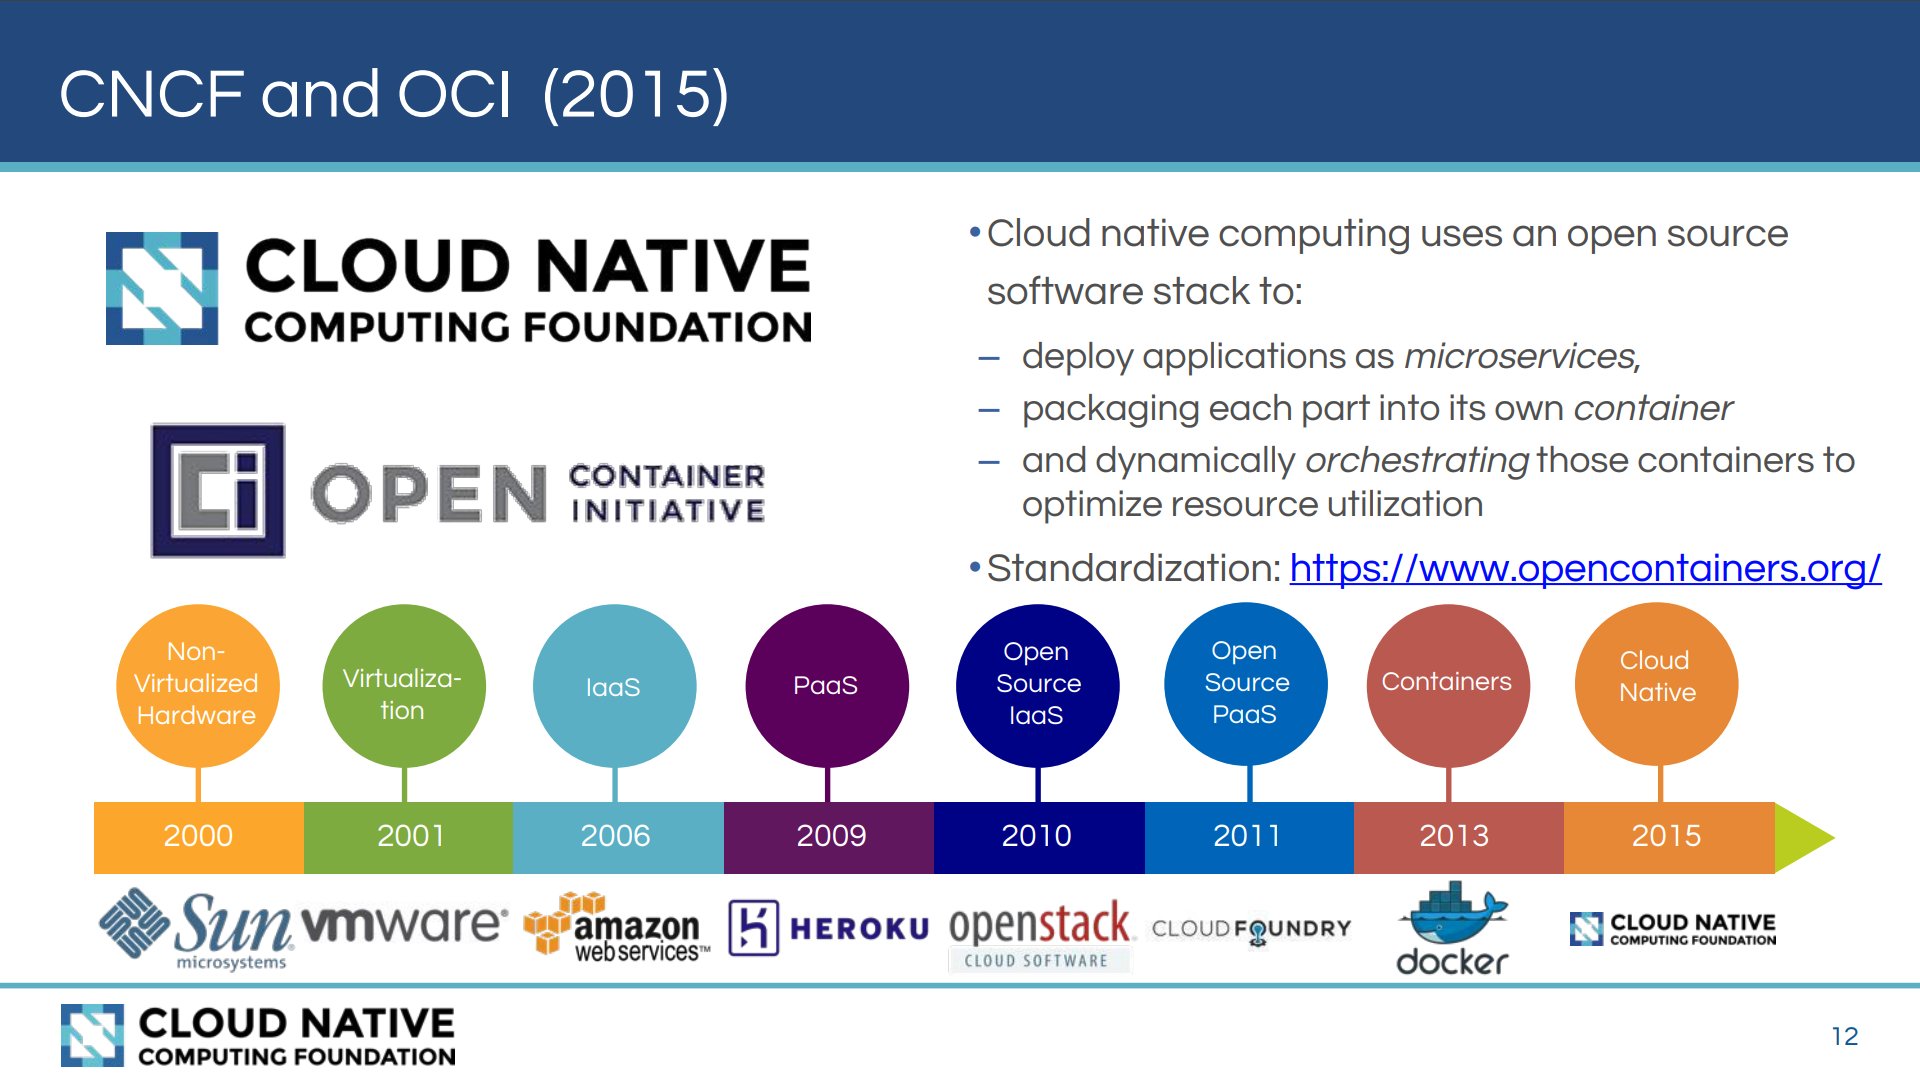 CNCF and OCI (2015)
CLOUD NATIVE
COMPUTING FOUNDATION
Ci OPEN CONTAINER
INITIATIVE
• Cloud native computing uses an open source
software stack to:
– deploy applications as microservices,
– packaging each part into its own container
– and dynamically orchestrating those containers to
optimize resource utilization
• Standardization: https://www.opencontainers.org/
Non-
Virtualized
Hardware
Virtualiza-
tion
IaaS
PaaS
Open
Source
IaaS
Open
Source
PaaS
Containers
Cloud
Native
2000
2001
2006
2009
2010
2011
2013
2015
Sun
microsystems
vmware®
amazon
webservices™
HEROKU
openstack
CLOUD SOFTWARE
CLOUDFOUNDRY
docker
CLOUD NATIVE
COMPUTING FOUNDATION
CLOUD NATIVE
COMPUTING FOUNDATION
12